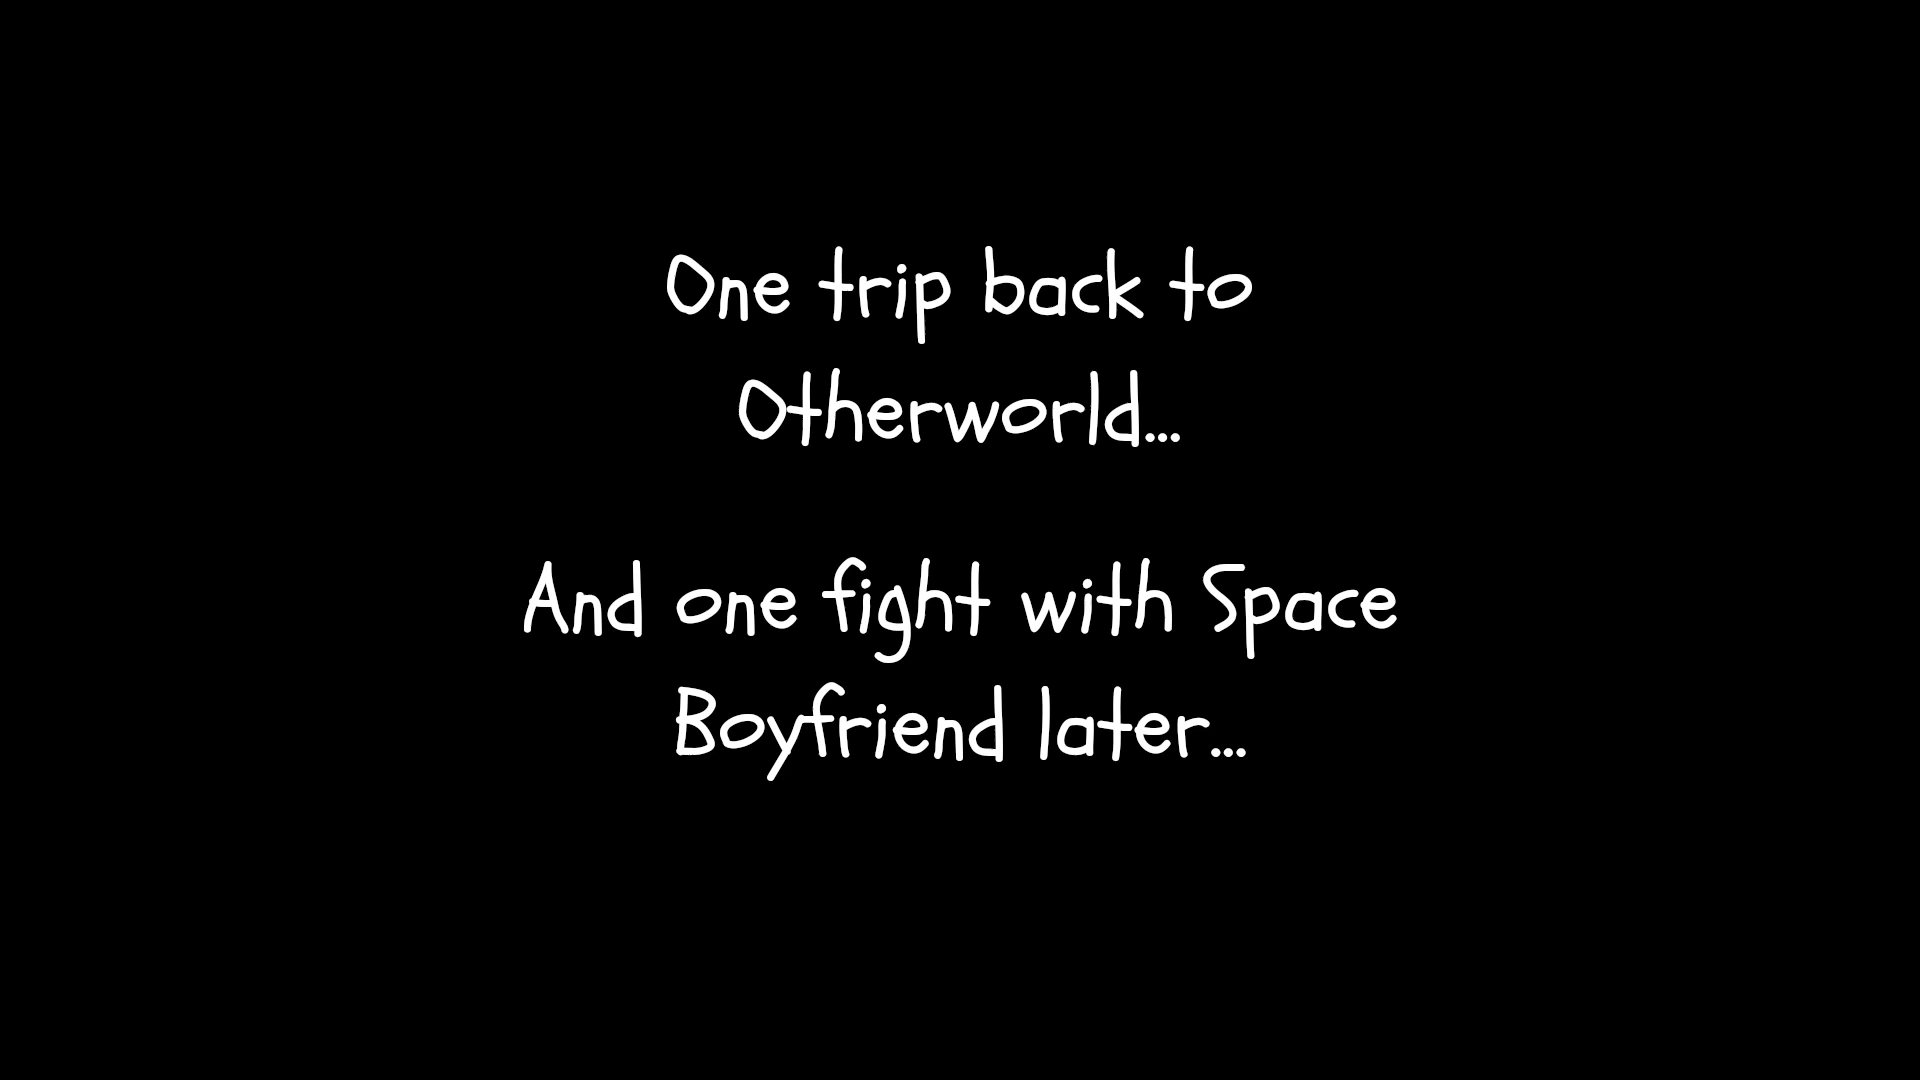 One trip back to
Otherworld...
And one fight with Space
Boyfriend later...